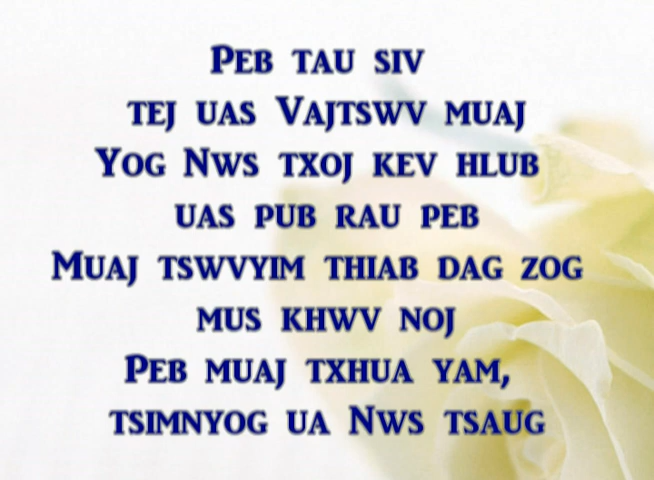 Peb tau siv
tej uas Vajtswv muaj
Yog Nws txoj kev hlub
uas pub rau peb
Muaj tswvyim thiab dag zog
mus khwv noj
Peb muaj txhua yam,
tsimnyog ua Nws tsaug